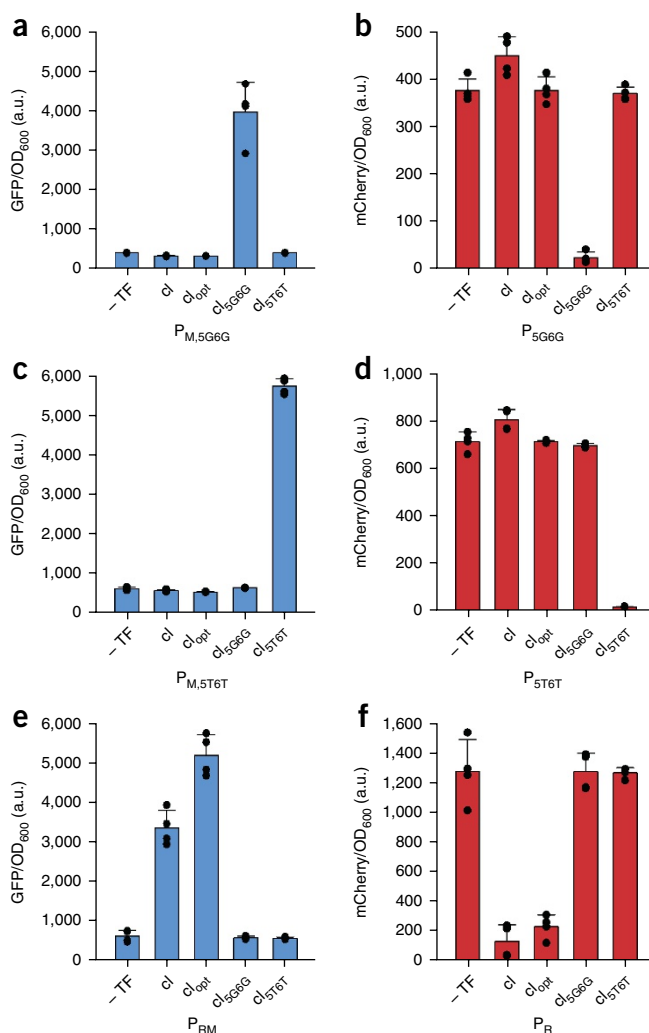 a
GFP/OD600 (a.u.)
6,000
5,000
4,000
3,000
2,000
1,000
0
– TF
cI
cIopt
cI5G6G
cI5T6T
PM,5G6G
b
mCherry/OD600 (a.u.)
500
400
300
200
100
0
– TF
cI
cIopt
cI5G6G
cI5T6T
P5G6G
c
GFP/OD600 (a.u.)
6,000
5,000
4,000
3,000
2,000
1,000
0
– TF
cI
cIopt
cI5G6G
cI5T6T
PM,5T6T
d
mCherry/OD600 (a.u.)
1,000
800
600
400
200
0
– TF
cI
cIopt
cI5G6G
cI5T6T
P5T6T
e
GFP/OD600 (a.u.)
6,000
5,000
4,000
3,000
2,000
1,000
0
– TF
cI
cIopt
cI5G6G
cI5T6T
PRM
f
mCherry/OD600 (a.u.)
1,600
1,400
1,200
1,000
800
600
400
200
0
– TF
cI
cIopt
cI5G6G
cI5T6T
PR